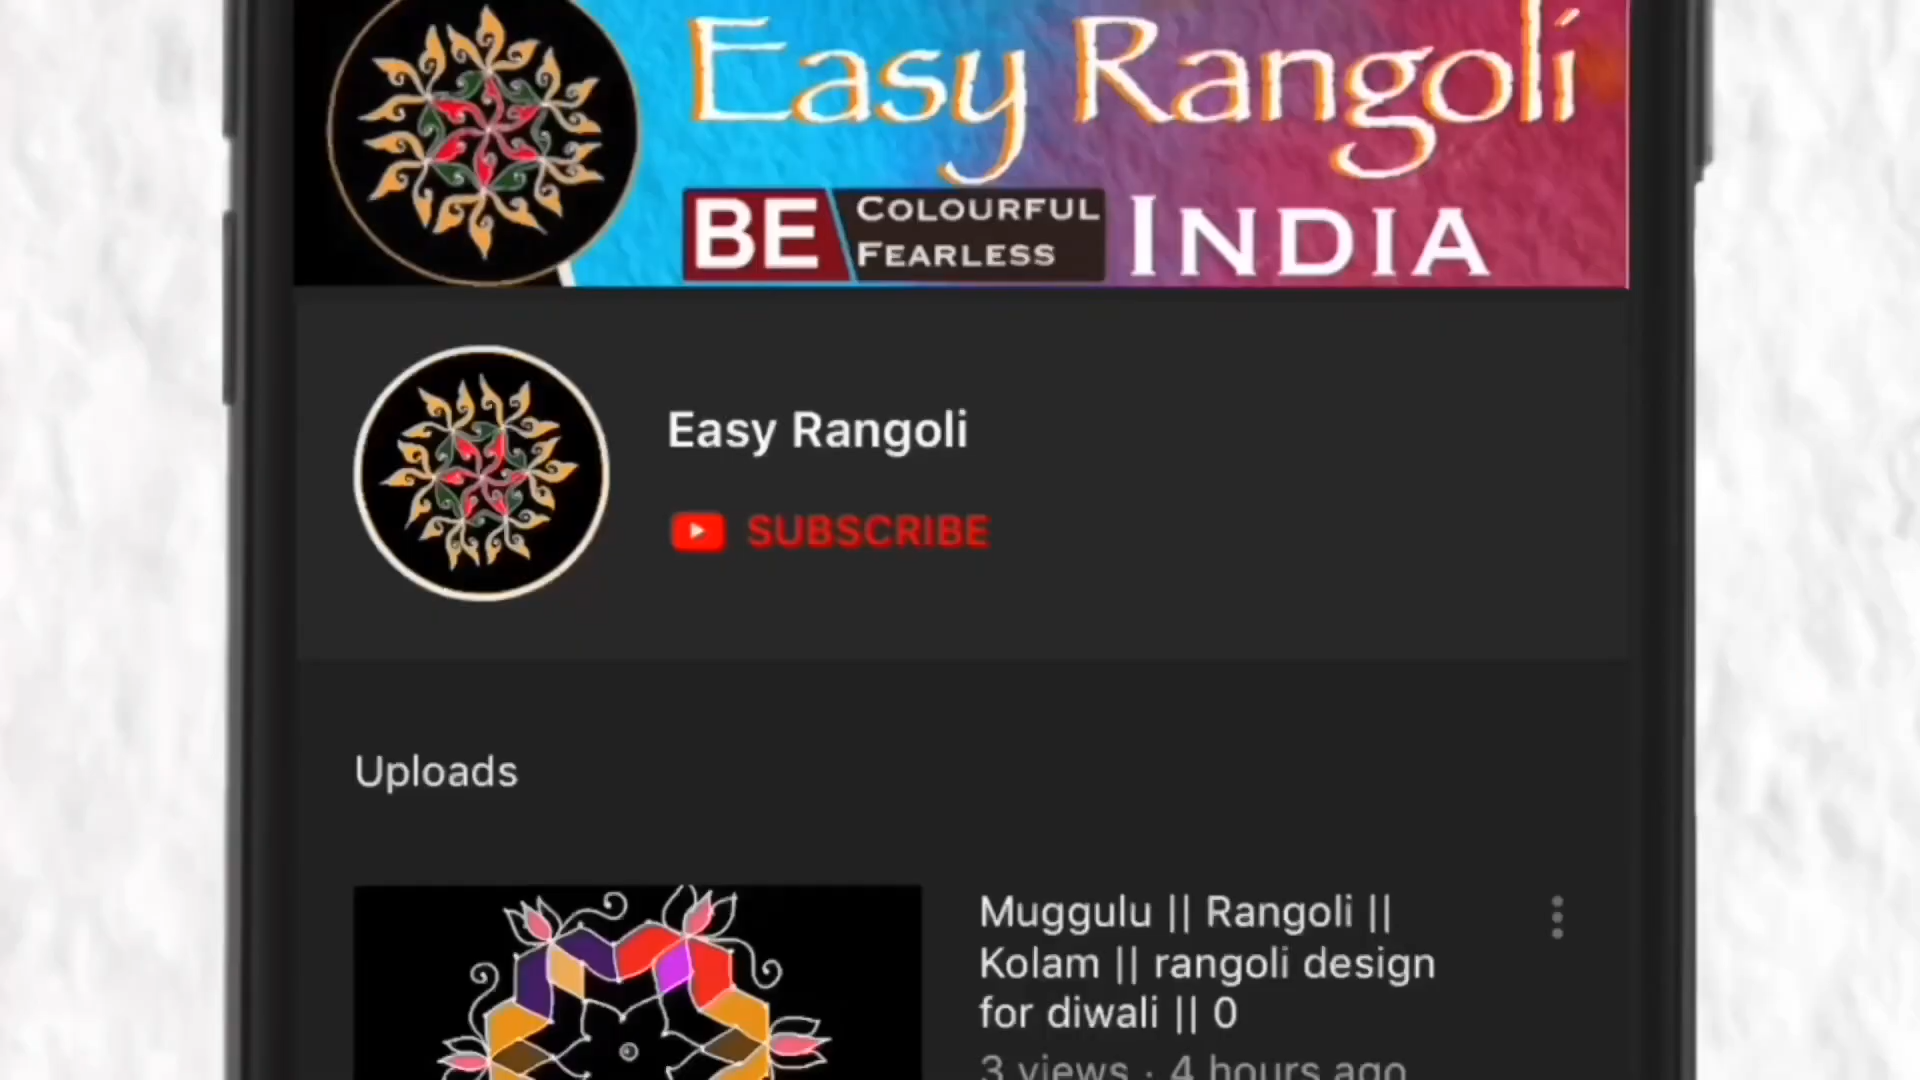 Easy Rangoli
BE COLOURFUL FEARLESS INDIA
Easy Rangoli
SUBSCRIBE
Uploads
Muggulu || Rangoli ||
Kolam || rangoli design
for diwali || 0
3 views · 4 hours ago